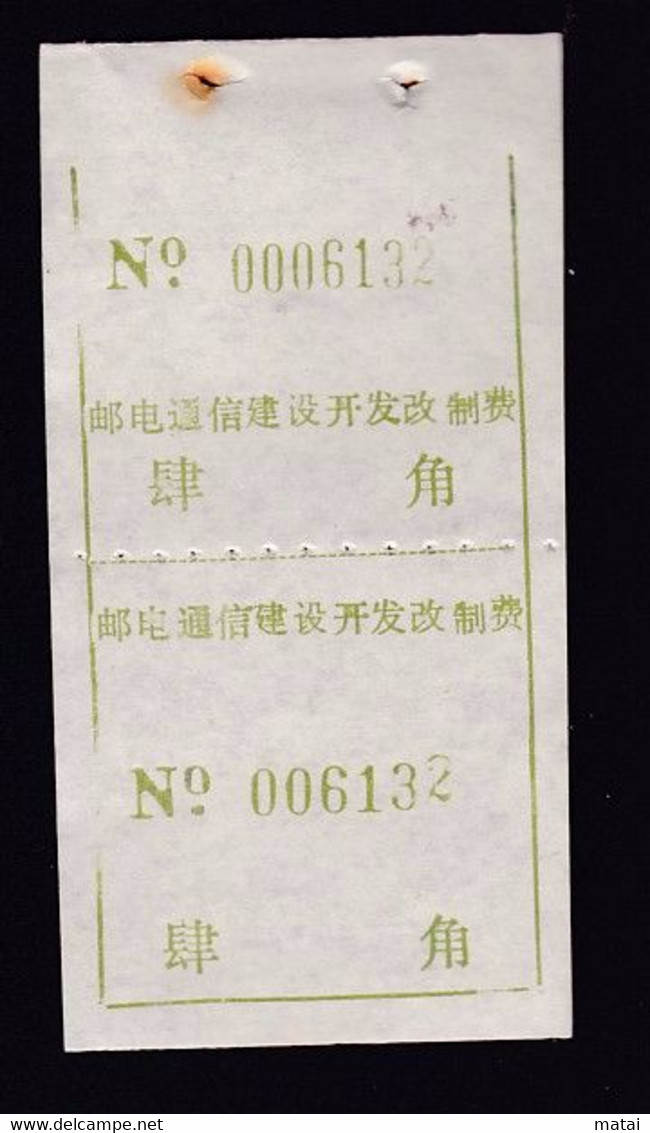 Nº 0006132
邮电通信建设开发改制费
肆 角
邮电通信建设开发改制费
Nº 006132
肆 角
delcampe.net
matai